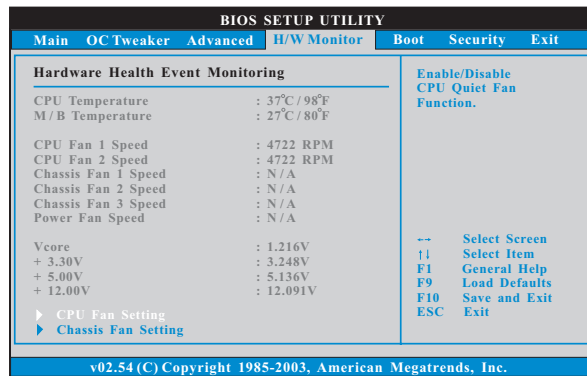 BIOS SETUP UTILITY
Main OC Tweaker Advanced H/W Monitor Boot Security Exit
Hardware Health Event Monitoring
CPU Temperature : 37°C / 98°F
M / B Temperature : 27°C / 80°F
CPU Fan 1 Speed : 4722 RPM
CPU Fan 2 Speed : 4722 RPM
Chassis Fan 1 Speed : N / A
Chassis Fan 2 Speed : N / A
Chassis Fan 3 Speed : N / A
Power Fan Speed : N / A
Vcore : 1.216V
+ 3.30V : 3.248V
+ 5.00V : 5.136V
+ 12.00V : 12.091V
CPU Fan Setting
Chassis Fan Setting
Enable/Disable
CPU Quiet Fan
Function.
←→ Select Screen
↑↓ Select Item
F1 General Help
F9 Load Defaults
F10 Save and Exit
ESC Exit
v02.54 (C) Copyright 1985-2003, American Megatrends, Inc.